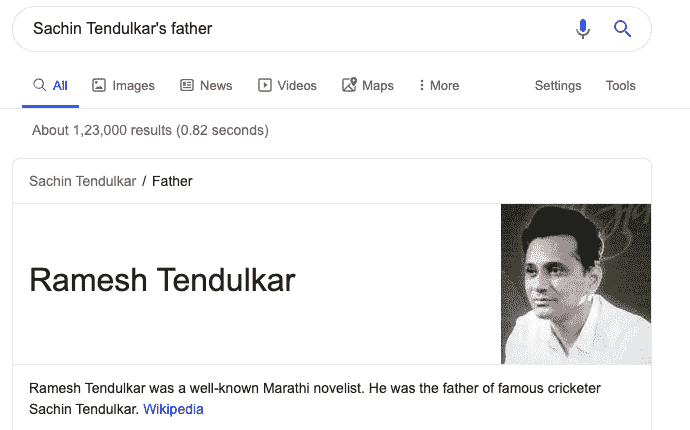 Sachin Tendulkar's father
All Images News Videos Maps More Settings Tools
About 1,23,000 results (0.82 seconds)
Sachin Tendulkar / Father
Ramesh Tendulkar
Ramesh Tendulkar was a well-known Marathi novelist. He was the father of famous cricketer
Sachin Tendulkar. Wikipedia